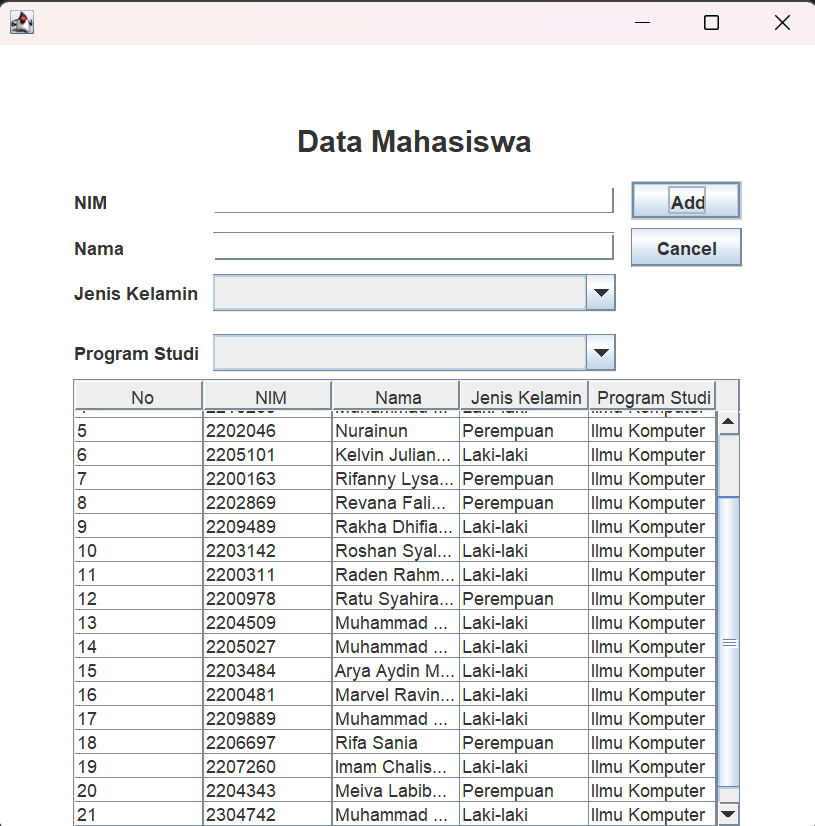 Data Mahasiswa
NIM Add
Nama Cancel
Jenis Kelamin
Program Studi
No NIM Nama Jenis Kelamin Program Studi
5 2202046 Nurainun Perempuan Ilmu Komputer
6 2205101 Kelvin Julian... Laki-laki Ilmu Komputer
7 2200163 Rifanny Lysa... Perempuan Ilmu Komputer
8 2202869 Revana Fali... Perempuan Ilmu Komputer
9 2209489 Rakha Dhifia... Laki-laki Ilmu Komputer
10 2203142 Roshan Syal... Laki-laki Ilmu Komputer
11 2200311 Raden Rahm... Laki-laki Ilmu Komputer
12 2200978 Ratu Syahira... Perempuan Ilmu Komputer
13 2204509 Muhammad ... Laki-laki Ilmu Komputer
14 2205027 Muhammad ... Laki-laki Ilmu Komputer
15 2203484 Arya Aydin M... Laki-laki Ilmu Komputer
16 2200481 Marvel Ravin... Laki-laki Ilmu Komputer
17 2209889 Muhammad ... Laki-laki Ilmu Komputer
18 2206697 Rifa Sania Perempuan Ilmu Komputer
19 2207260 Imam Chalis... Laki-laki Ilmu Komputer
20 2204343 Meiva Labib... Perempuan Ilmu Komputer
21 2304742 Muhammad ... Laki-laki Ilmu Komputer